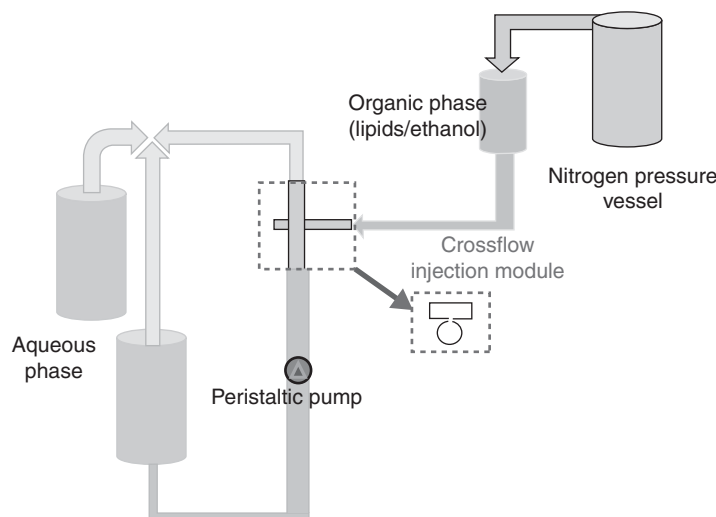 Organic phase
(lipids/ethanol)
Nitrogen pressure
vessel
Crossflow
injection module
Aqueous
phase
Peristaltic pump